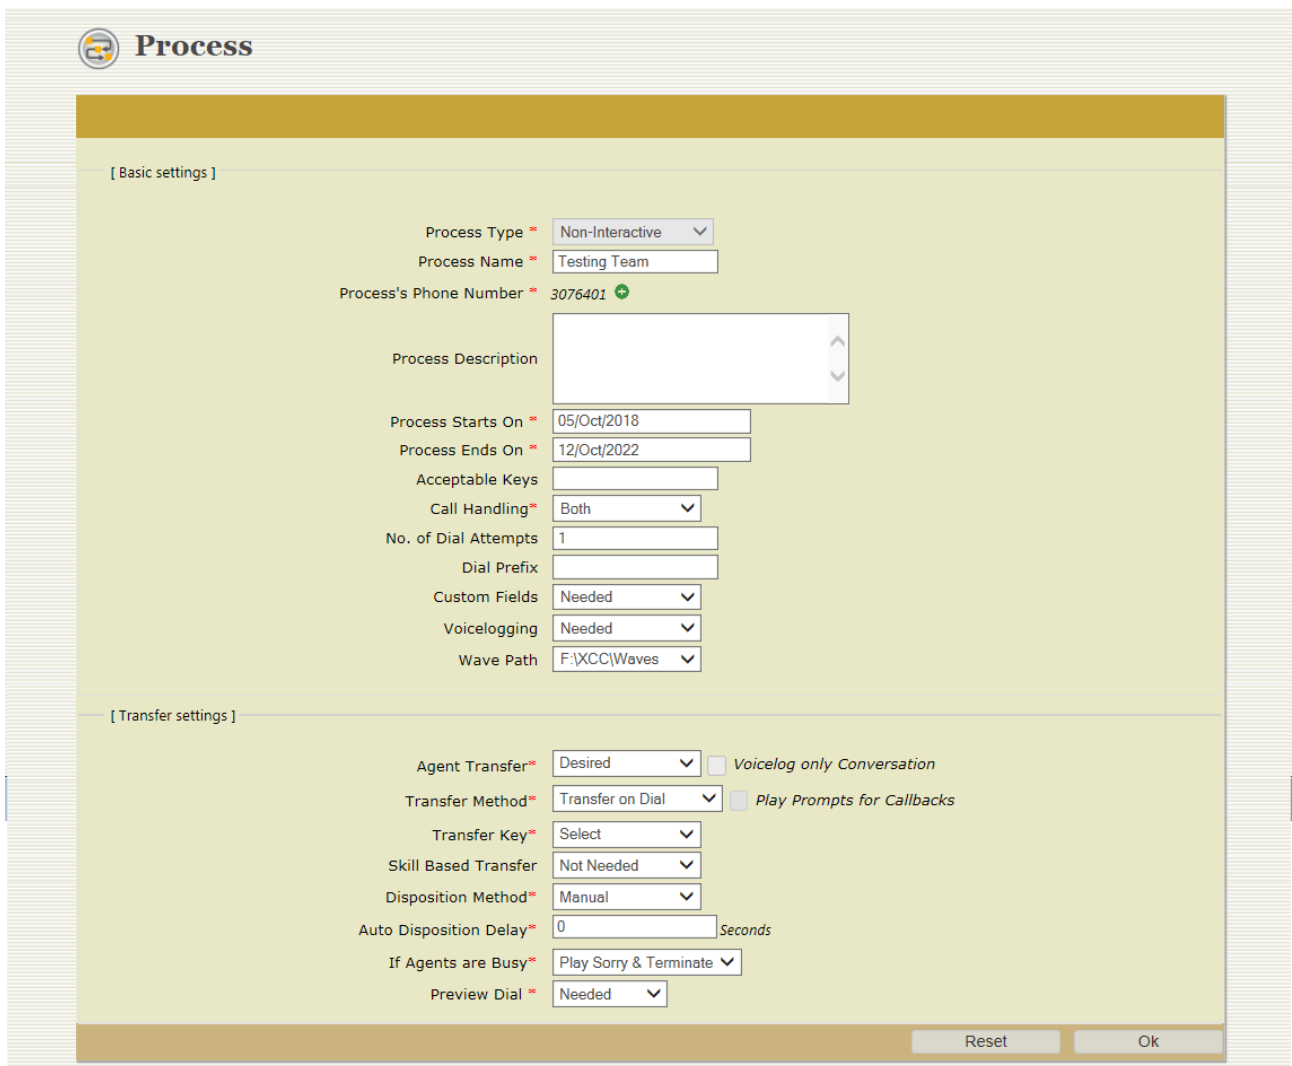 Process
[ Basic settings ]
Process Type * Non-Interactive
Process Name * Testing Team
Process's Phone Number * 3076401
Process Description
Process Starts On * 05/Oct/2018
Process Ends On * 12/Oct/2022
Acceptable Keys
Call Handling* Both
No. of Dial Attempts 1
Dial Prefix
Custom Fields Needed
Voicelogging Needed
Wave Path F:\XCC\Waves
[ Transfer settings ]
Agent Transfer* Desired Voicelog only Conversation
Transfer Method* Transfer on Dial Play Prompts for Callbacks
Transfer Key* Select
Skill Based Transfer Not Needed
Disposition Method* Manual
Auto Disposition Delay* 0 Seconds
If Agents are Busy* Play Sorry & Terminate
Preview Dial * Needed
Reset Ok